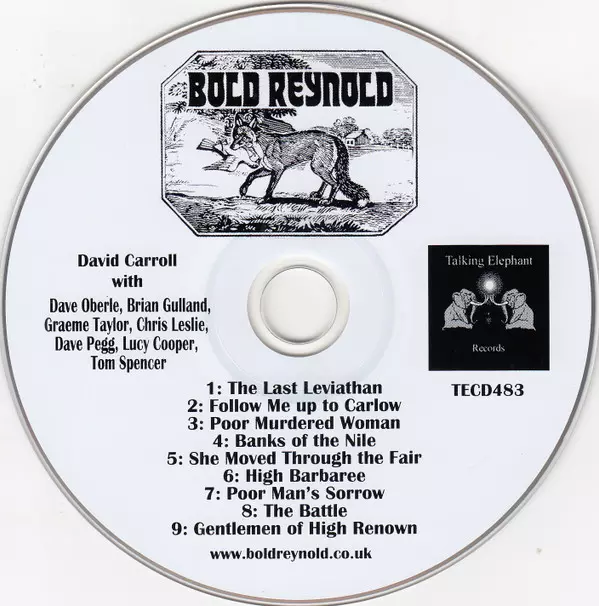 BOLD REYNOLD
David Carroll
with
Dave Oberle, Brian Gulland,
Graeme Taylor, Chris Leslie,
Dave Pegg, Lucy Cooper,
Tom Spencer
Talking Elephant
Records
TECD483
1: The Last Leviathan
2: Follow Me up to Carlow
3: Poor Murdered Woman
4: Banks of the Nile
5: She Moved Through the Fair
6: High Barbaree
7: Poor Man's Sorrow
8: The Battle
9: Gentlemen of High Renown
www.boldreynold.co.uk